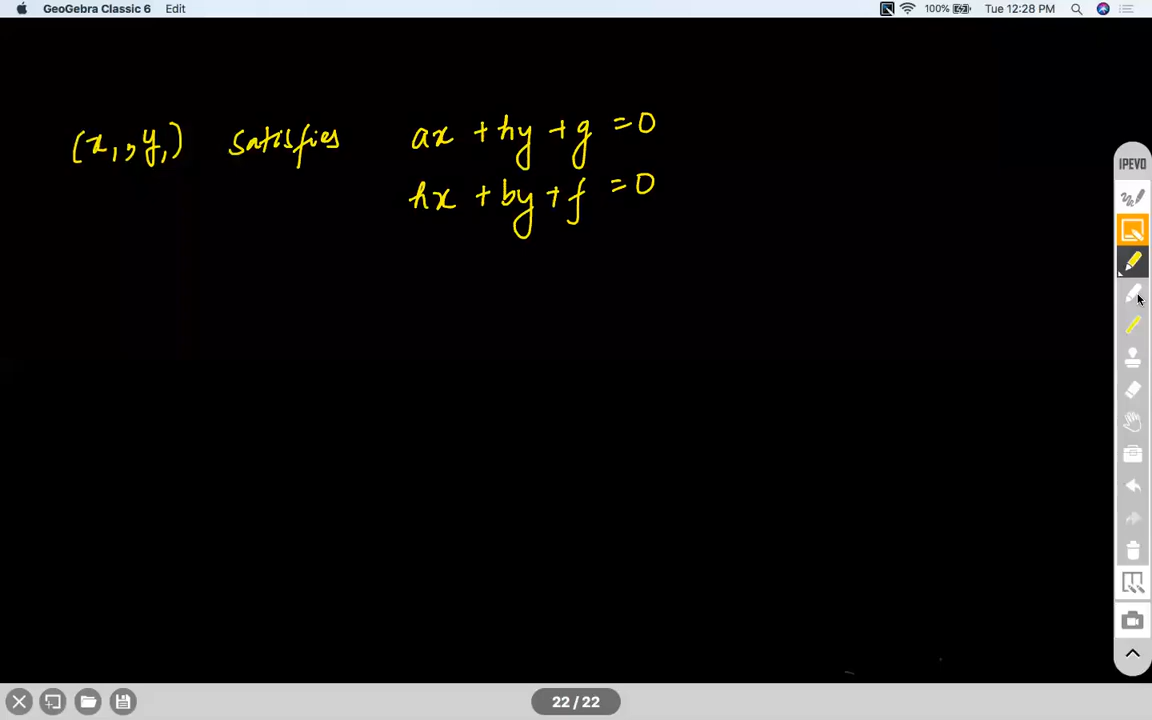 GeoGebra Classic 6 Edit 100% Tue 12:28 PM
(x₁, y₁) satisfies ax + hy + g = 0
hx + by + f = 0
IPEVO
22 / 22